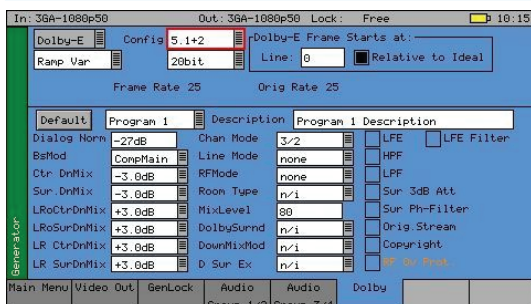 In: 3GA-1080p50 Out: 3GA-1080p50 Lock: Free 10:15
Dolby-E Config 5.1+2 Dolby-E Frame Starts at:
Ramp Var 20bit Line: 0 Relative to Ideal
Frame Rate 25 Orig Rate 25
Default Program 1 Description Program 1 Description
Dialog Norm -27dB Chan Mode 3/2 LFE LFE Filter
BsMod CompMain Line Mode none HPF
Ctr DnMix -3.0dB RFMode none LPF
Sur.DnMix -3.0dB Room Type n/i Sur 3dB Att
LRoCtrDnMix +3.0dB MixLevel 80 Sur Ph-Filter
LRoSurDnMix +3.0dB DolbySurnd n/i Orig.Stream
LR CtrDnMix +3.0dB DownMixMod n/i Copyright
LR SurDnMix +3.0dB D Sur Ex n/i RF Ov Prot.
Generator
Main Menu Video Out GenLock Audio Audio Dolby